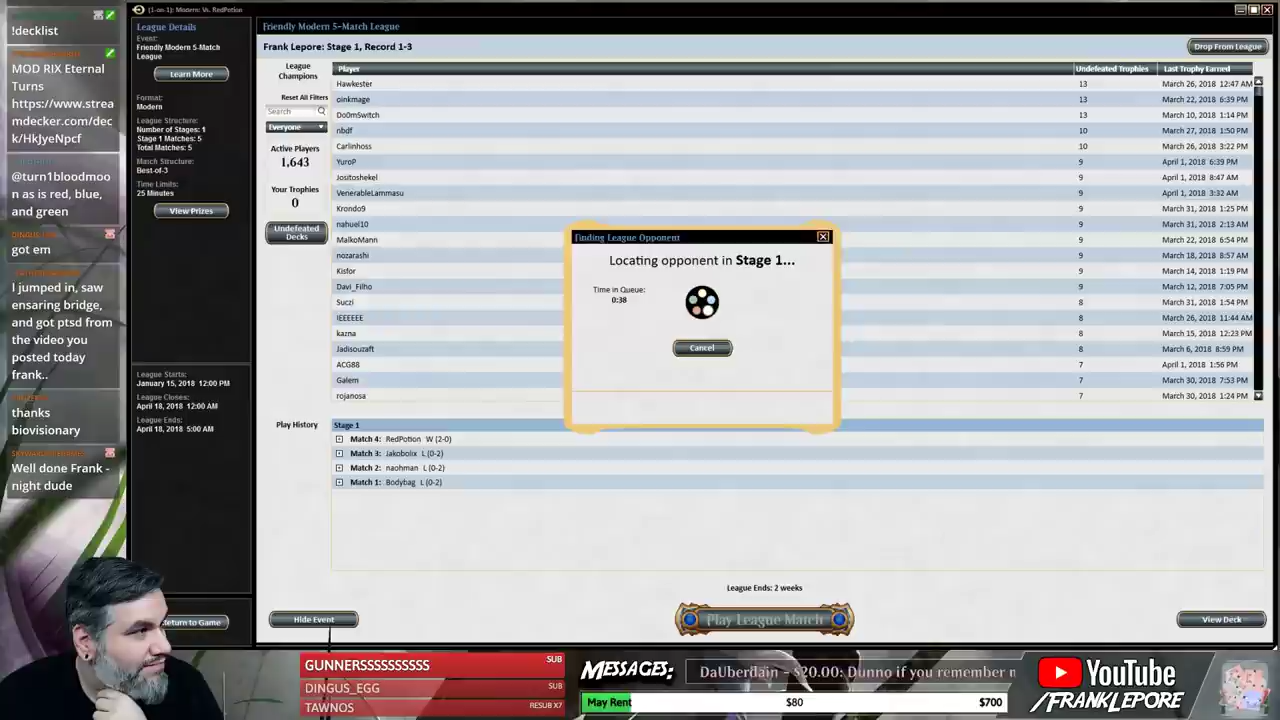 !decklist
MOD RIX Eternal
Turns
https://www.strea
mdecker.com/dec
k/HkJyeNpcf
@turn1bloodmoo
n as is red, blue,
and green
got em
I jumped in, saw
ensaring bridge,
and got ptsd from
the video you
posted today
frank..
thanks
biovisionary
Well done Frank -
night dude
(1-on-1): Modern: Vs. RedPotion
League Details
Event:
Friendly Modern 5-Match
League
Learn More
Format:
Modern
League Structure:
Number of Stages: 1
Stage 1 Matches: 5
Total Matches: 5
Match Structure:
Best-of-3
Time Limits:
25 Minutes
View Prizes
League Starts:
January 15, 2018 12:00 PM
League Closes:
April 18, 2018 12:00 AM
League Ends:
April 18, 2018 5:00 AM
Return to Game
Friendly Modern 5-Match League
Frank Lepore: Stage 1, Record 1-3
Drop From League
League
Champions
Reset All Filters
Search
Everyone
Active Players
1,643
Your Trophies
0
Undefeated
Decks
Player Undefeated Trophies Last Trophy Earned
Hawkester 13 March 26, 2018 12:47 AM
oinkmage 13 March 22, 2018 6:39 PM
Do0mSwitch 13 March 10, 2018 1:14 PM
nbdf 10 March 27, 2018 1:50 PM
Carlinhoss 10 March 26, 2018 3:22 PM
YuroP 9 April 1, 2018 6:39 PM
Jositoshekel 9 April 1, 2018 8:47 AM
VenerableLammasu 9 April 1, 2018 3:32 AM
Krondo9 9 March 31, 2018 1:25 PM
nahuel10 9 March 31, 2018 2:13 AM
MalkoMann 9 March 22, 2018 6:54 PM
nozarashi 9 March 18, 2018 8:57 AM
Kisfor 9 March 14, 2018 1:19 PM
Davi_Filho 9 March 12, 2018 7:05 PM
Suczi 8 March 31, 2018 1:54 PM
IEEEEEE 8 March 26, 2018 11:44 AM
kazna 8 March 15, 2018 12:23 PM
Jadisouzaft 8 March 6, 2018 8:59 PM
ACG88 7 April 1, 2018 1:56 PM
Galem 7 March 30, 2018 7:53 PM
rojanosa 7 March 30, 2018 1:24 PM
Finding League Opponent
Locating opponent in Stage 1...
Time in Queue:
0:38
Cancel
Play History
Stage 1
Match 4: RedPotion W (2-0)
Match 3: Jakobolix L (0-2)
Match 2: naohman L (0-2)
Match 1: Bodybag L (0-2)
League Ends: 2 weeks
Hide Event
Play League Match
View Deck
GUNNERSSSSSSSSSS SUB
DINGUS_EGG SUB
TAWNOS RESUB X7
MESSAGES:
DaUberdain - $20.00: Dunno if you remember
May Rent $80 $700
YouTube
/FRANKLEPORE